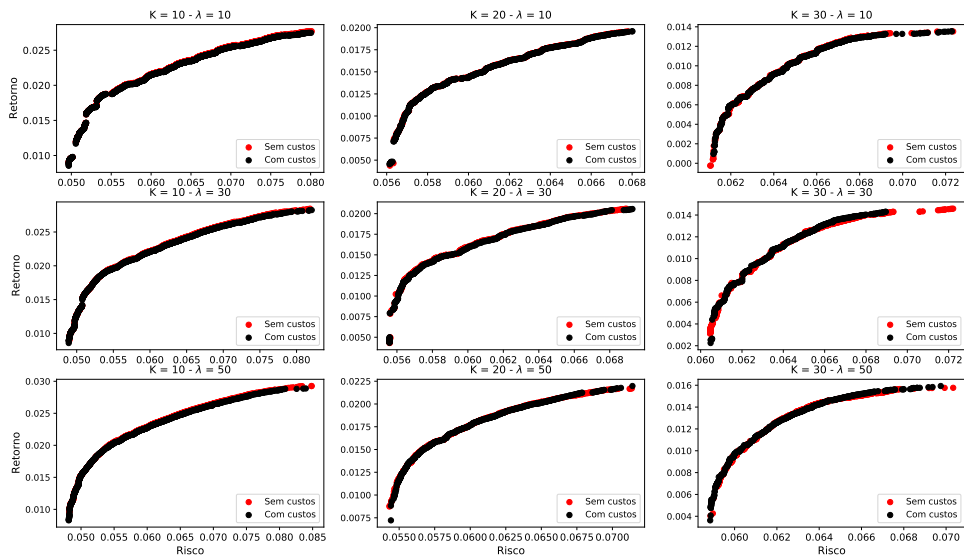 K = 10 - λ = 10
K = 20 - λ = 10
K = 30 - λ = 10
Retorno
0.025
0.020
0.015
0.010
0.0200
0.0175
0.0150
0.0125
0.0100
0.0075
0.0050
0.014
0.012
0.010
0.008
0.006
0.004
0.002
0.000
Sem custos
Com custos
Sem custos
Com custos
Sem custos
Com custos
0.050 0.055 0.060 0.065 0.070 0.075 0.080
0.056 0.058 0.060 0.062 0.064 0.066 0.068
0.062 0.064 0.066 0.068 0.070 0.072
K = 10 - λ = 30
K = 20 - λ = 30
K = 30 - λ = 30
Retorno
0.025
0.020
0.015
0.010
0.0200
0.0175
0.0150
0.0125
0.0100
0.0075
0.0050
0.014
0.012
0.010
0.008
0.006
0.004
0.002
Sem custos
Com custos
Sem custos
Com custos
Sem custos
Com custos
0.050 0.055 0.060 0.065 0.070 0.075 0.080
0.056 0.058 0.060 0.062 0.064 0.066 0.068
0.060 0.062 0.064 0.066 0.068 0.070 0.072
K = 10 - λ = 50
K = 20 - λ = 50
K = 30 - λ = 50
Retorno
0.030
0.025
0.020
0.015
0.010
0.0225
0.0200
0.0175
0.0150
0.0125
0.0100
0.0075
0.016
0.014
0.012
0.010
0.008
0.006
0.004
Sem custos
Com custos
Sem custos
Com custos
Sem custos
Com custos
0.050 0.055 0.060 0.065 0.070 0.075 0.080 0.085
0.0550 0.0575 0.0600 0.0625 0.0650 0.0675 0.0700
0.060 0.062 0.064 0.066 0.068 0.070
Risco
Risco
Risco